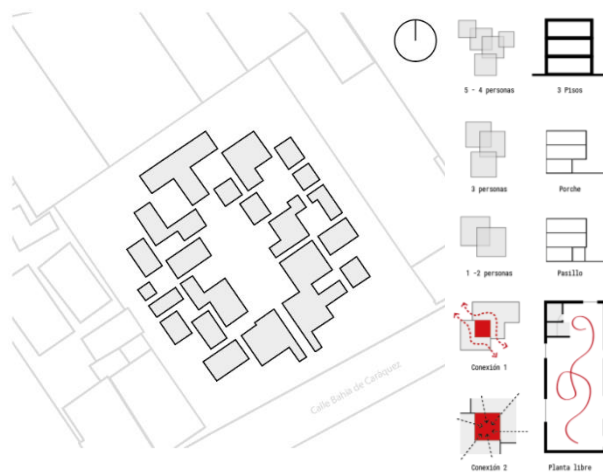 5 - 4 personas
3 Pisos
3 personas
Porche
1 -2 personas
Pasillo
Conexión 1
Calle Bahía de Caráquez
Conexión 2
Planta libre